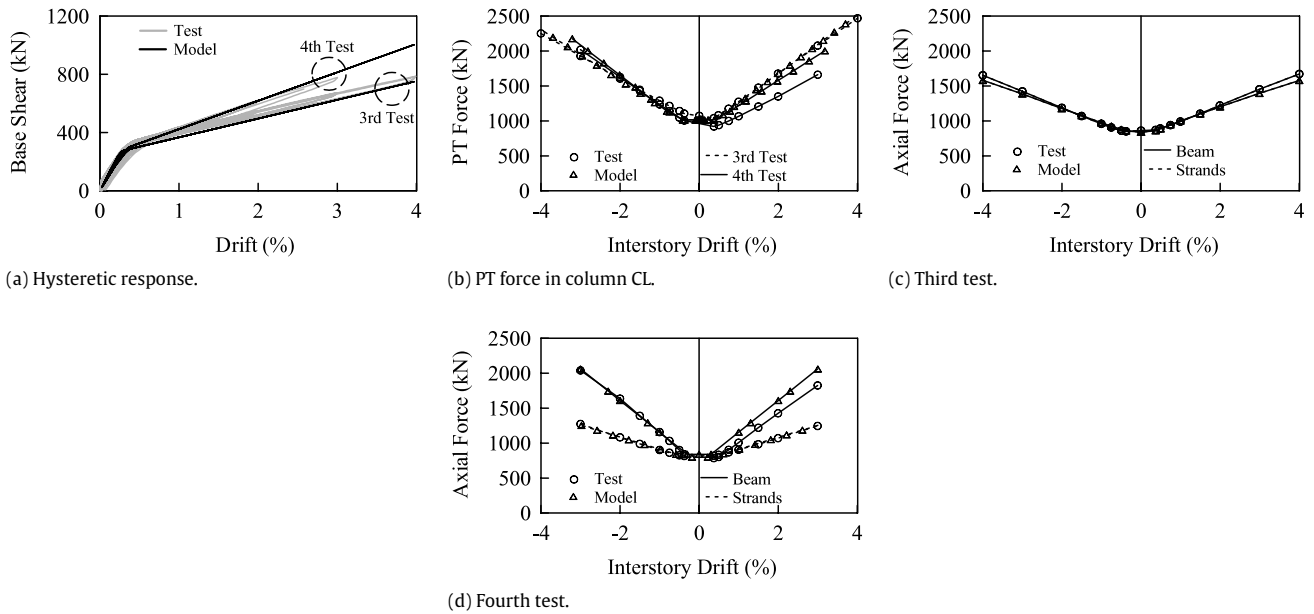 1200
800
400
0
Base Shear (kN)
Test
Model
4th Test
3rd Test
0 1 2 3 4
Drift (%)
(a) Hysteretic response.
2500
2000
1500
1000
500
0
PT Force (kN)
Test
Model
3rd Test
4th Test
-4 -2 0 2 4
Interstory Drift (%)
(b) PT force in column CL.
2500
2000
1500
1000
500
0
Axial Force (kN)
Test
Model
Beam
Strands
-4 -2 0 2 4
Interstory Drift (%)
(c) Third test.
2500
2000
1500
1000
500
0
Axial Force (kN)
Test
Model
Beam
Strands
-4 -2 0 2 4
Interstory Drift (%)
(d) Fourth test.